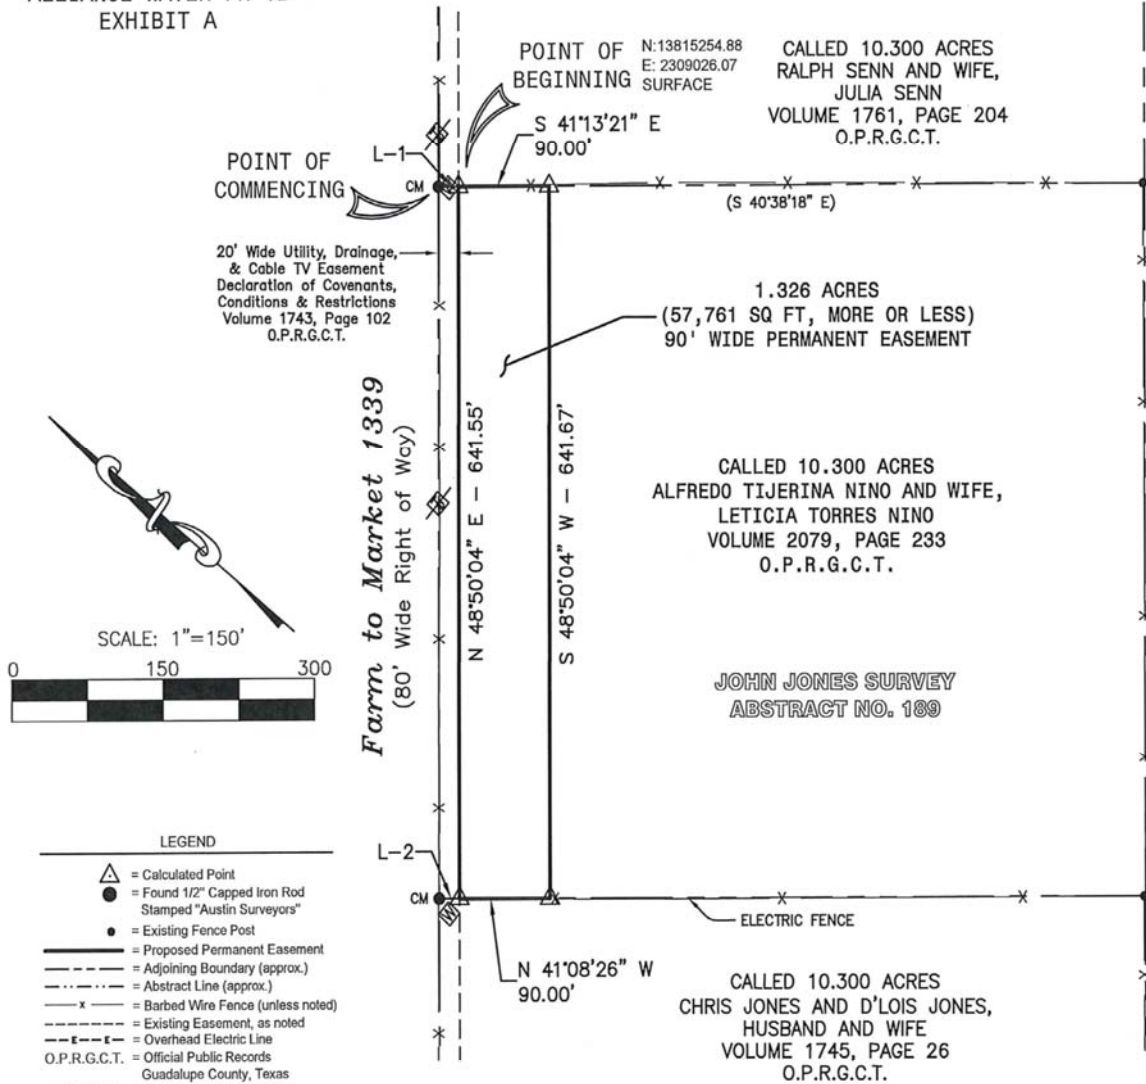 EXHIBIT A
POINT OF
BEGINNING
N:13815254.88
E: 2309026.07
SURFACE
CALLED 10.300 ACRES
RALPH SENN AND WIFE,
JULIA SENN
VOLUME 1761, PAGE 204
O.P.R.G.C.T.
S 41°13'21" E
90.00'
L-1
POINT OF
COMMENCING
CM
(S 40°38'18" E)
20' Wide Utility, Drainage,
& Cable TV Easement
Declaration of Covenants,
Conditions & Restrictions
Volume 1743, Page 102
O.P.R.G.C.T.
1.326 ACRES
(57,761 SQ FT, MORE OR LESS)
90' WIDE PERMANENT EASEMENT
Farm to Market 1339
(80' Wide Right of Way)
N 48°50'04" E – 641.55'
S 48°50'04" W – 641.67'
CALLED 10.300 ACRES
ALFREDO TIJERINA NINO AND WIFE,
LETICIA TORRES NINO
VOLUME 2079, PAGE 233
O.P.R.G.C.T.
SCALE: 1"=150'
0 150 300
JOHN JONES SURVEY
ABSTRACT NO. 189
LEGEND
= Calculated Point
= Found 1/2" Capped Iron Rod
Stamped "Austin Surveyors"
= Existing Fence Post
= Proposed Permanent Easement
= Adjoining Boundary (approx.)
= Abstract Line (approx.)
x = Barbed Wire Fence (unless noted)
= Existing Easement, as noted
E E = Overhead Electric Line
O.P.R.G.C.T. = Official Public Records
Guadalupe County, Texas
L-2
CM
W
ELECTRIC FENCE
N 41°08'26" W
90.00'
CALLED 10.300 ACRES
CHRIS JONES AND D'LOIS JONES,
HUSBAND AND WIFE
VOLUME 1745, PAGE 26
O.P.R.G.C.T.